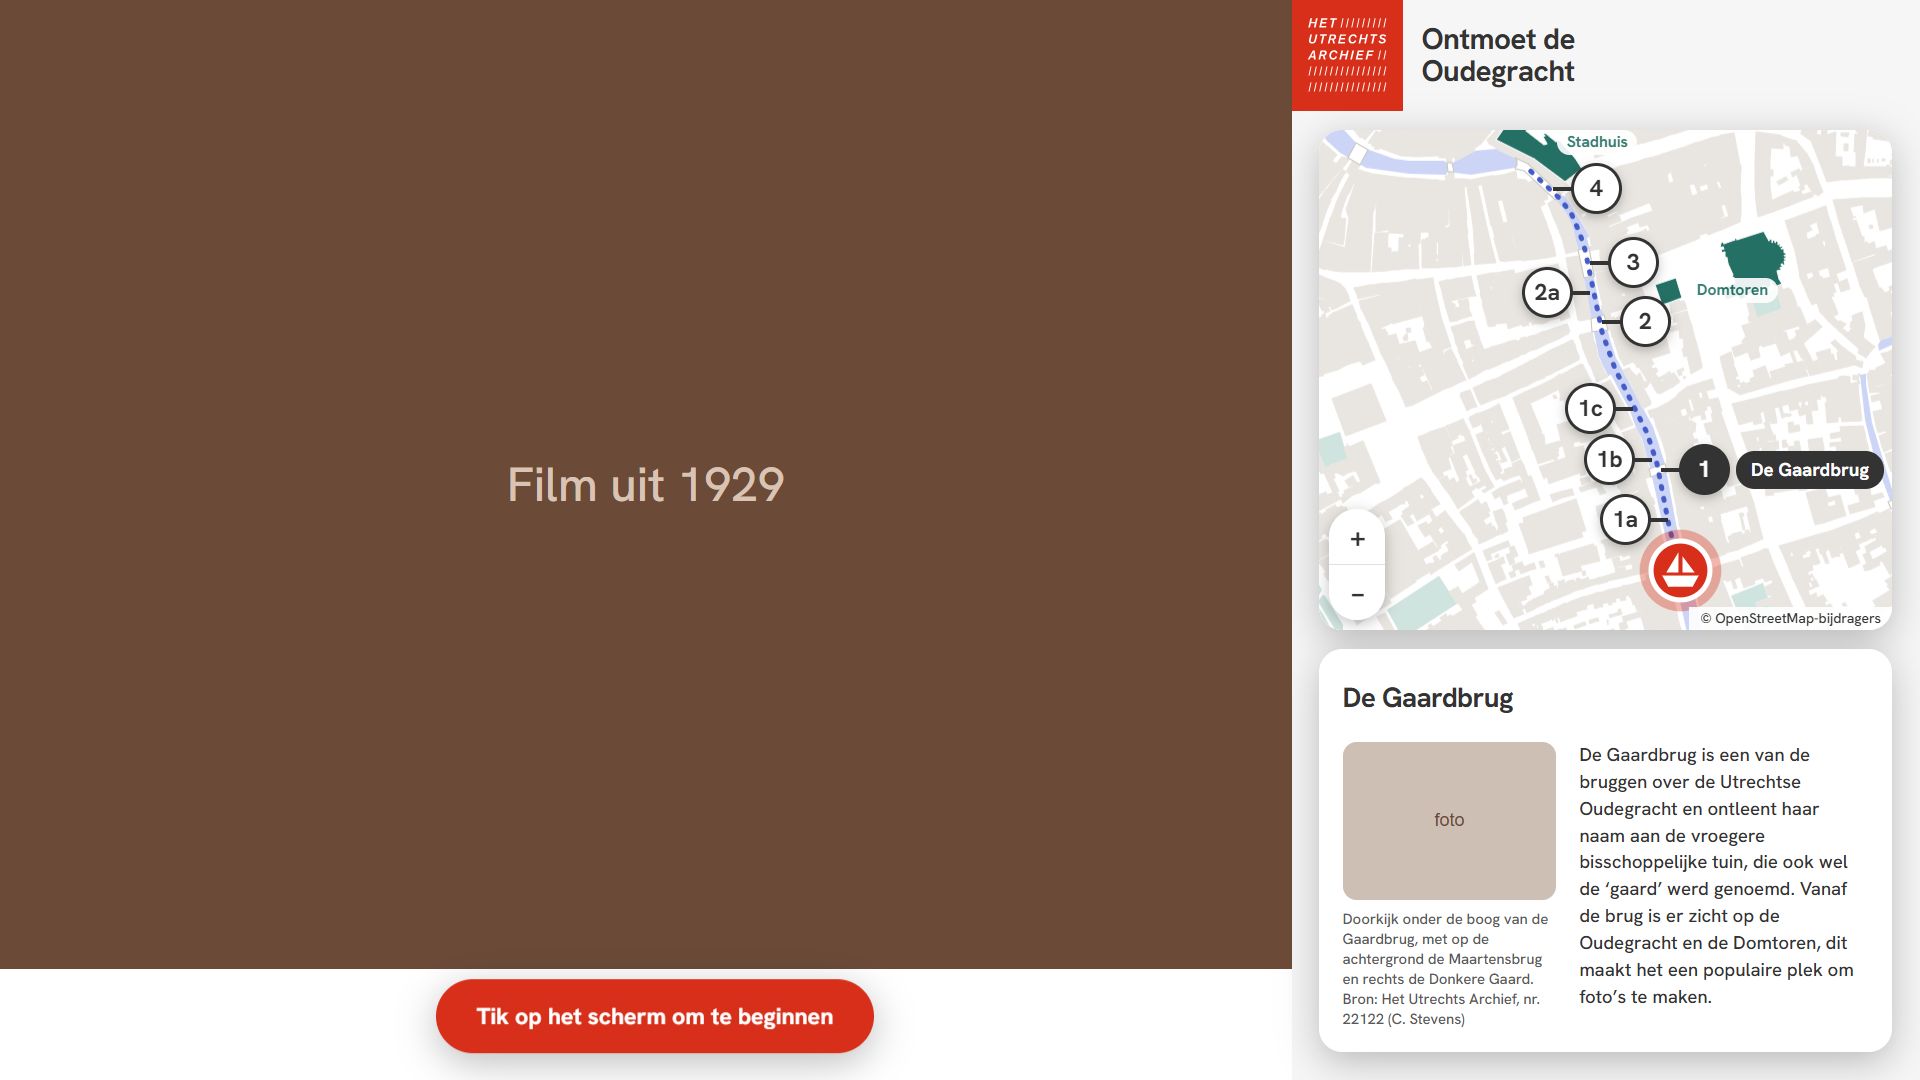 Film uit 1929
Tik op het scherm om te beginnen
HET
UTRECHTS
ARCHIEF
Ontmoet de
Oudegracht
Stadhuis
4
3
2a
Domtoren
2
1c
1b
1
De Gaardbrug
1a
+
−
© OpenStreetMap-bijdragers
De Gaardbrug
foto
Doorkijk onder de boog van de
Gaardbrug, met op de
achtergrond de Maartensbrug
en rechts de Donkere Gaard.
Bron: Het Utrechts Archief, nr.
22122 (C. Stevens)
De Gaardbrug is een van de
bruggen over de Utrechtse
Oudegracht en ontleent haar
naam aan de vroegere
bisschoppelijke tuin, die ook wel
de ‘gaard’ werd genoemd. Vanaf
de brug is er zicht op de
Oudegracht en de Domtoren, dit
maakt het een populaire plek om
foto’s te maken.